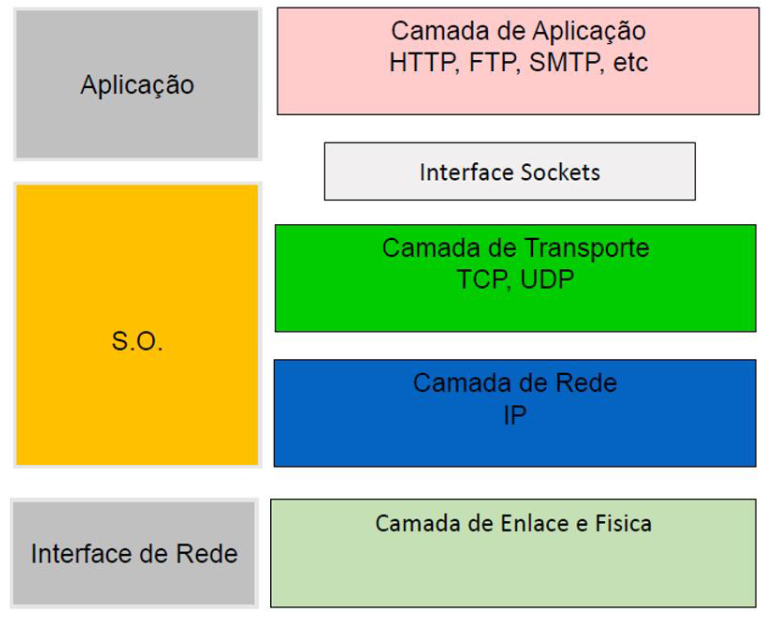 Aplicação
Camada de Aplicação
HTTP, FTP, SMTP, etc
Interface Sockets
S.O.
Camada de Transporte
TCP, UDP
Camada de Rede
IP
Interface de Rede
Camada de Enlace e Fisica